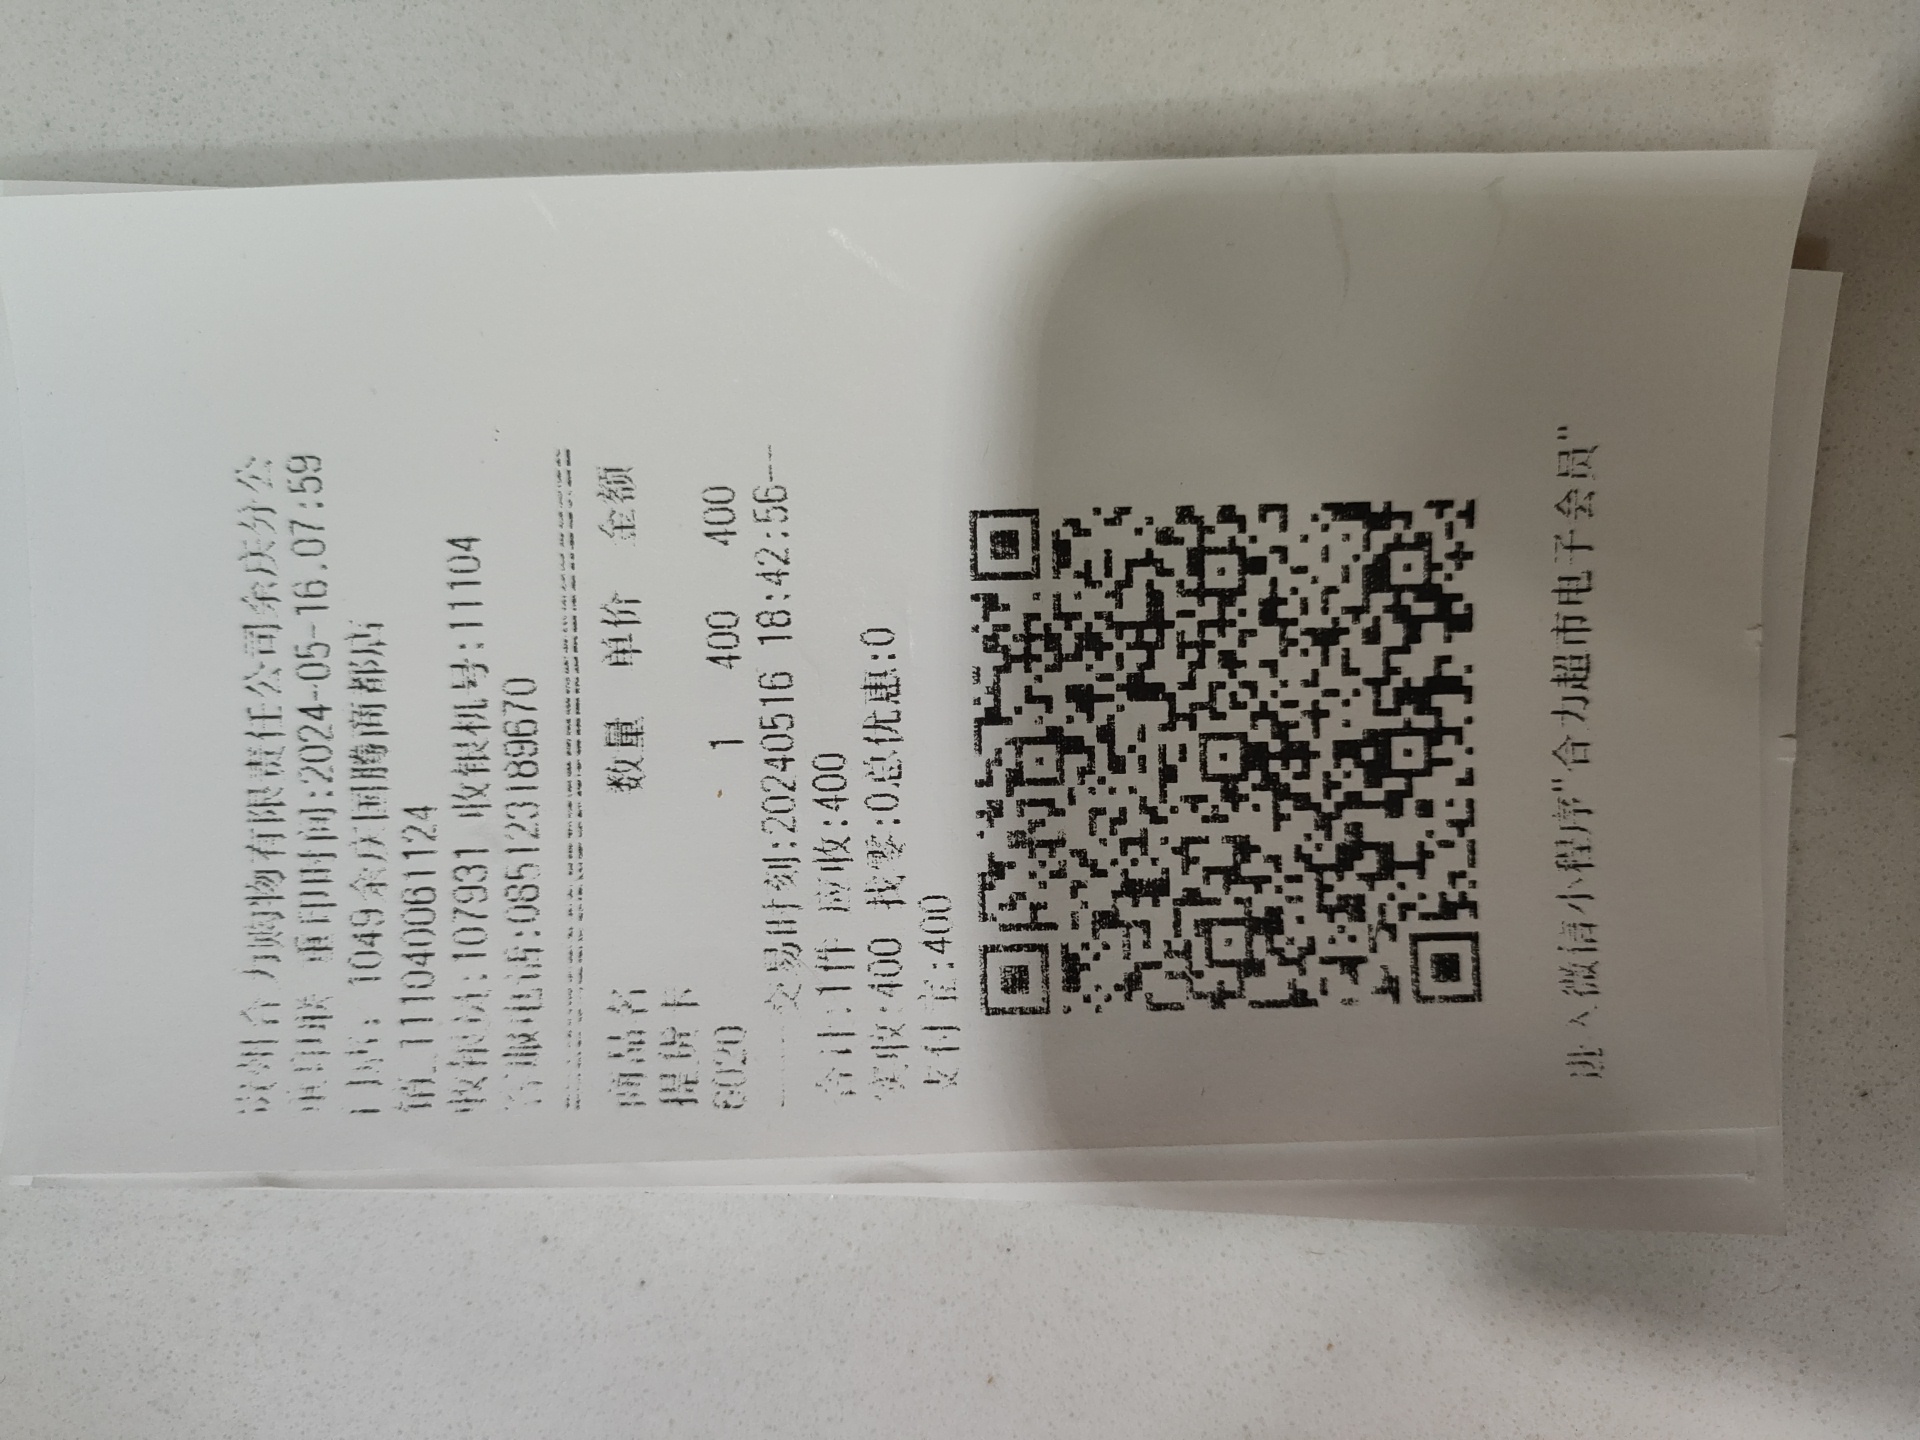 贵州合力购物有限责任公司余庆分公
重印联 重印时间:2024-05-16.07:59
门店: 1049余庆国腾商都店
销_111040061124
收银员:107931 收银机号:11104
客服电话:085123189670
商品名 数量 单价 金额
提货卡
6020 1 400 400
----交易时刻:20240516 18:42:56--
合计:1件 应收:400
实收:400 找零:0总优惠:0
支付宝:400
进入微信小程序"合力超市电子会员"